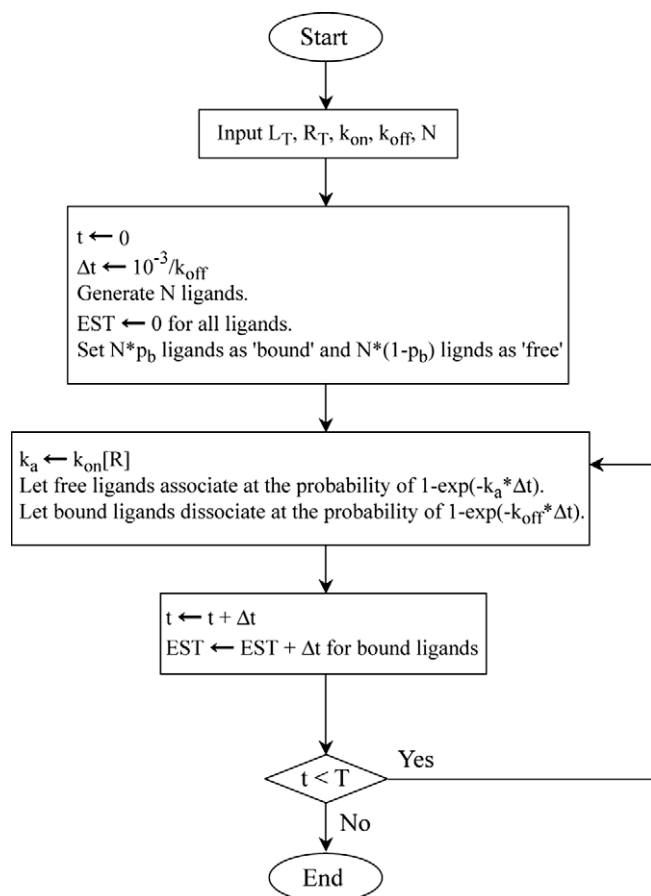 Start
Input L_T, R_T, k_on, k_off, N
t ← 0
Δt ← 10^-3/k_off
Generate N ligands.
EST ← 0 for all ligands.
Set N*p_b ligands as 'bound' and N*(1-p_b) lignds as 'free'
k_a ← k_on[R]
Let free ligands associate at the probability of 1-exp(-k_a*Δt).
Let bound ligands dissociate at the probability of 1-exp(-k_off*Δt).
t ← t + Δt
EST ← EST + Δt for bound ligands
t < T
Yes
No
End